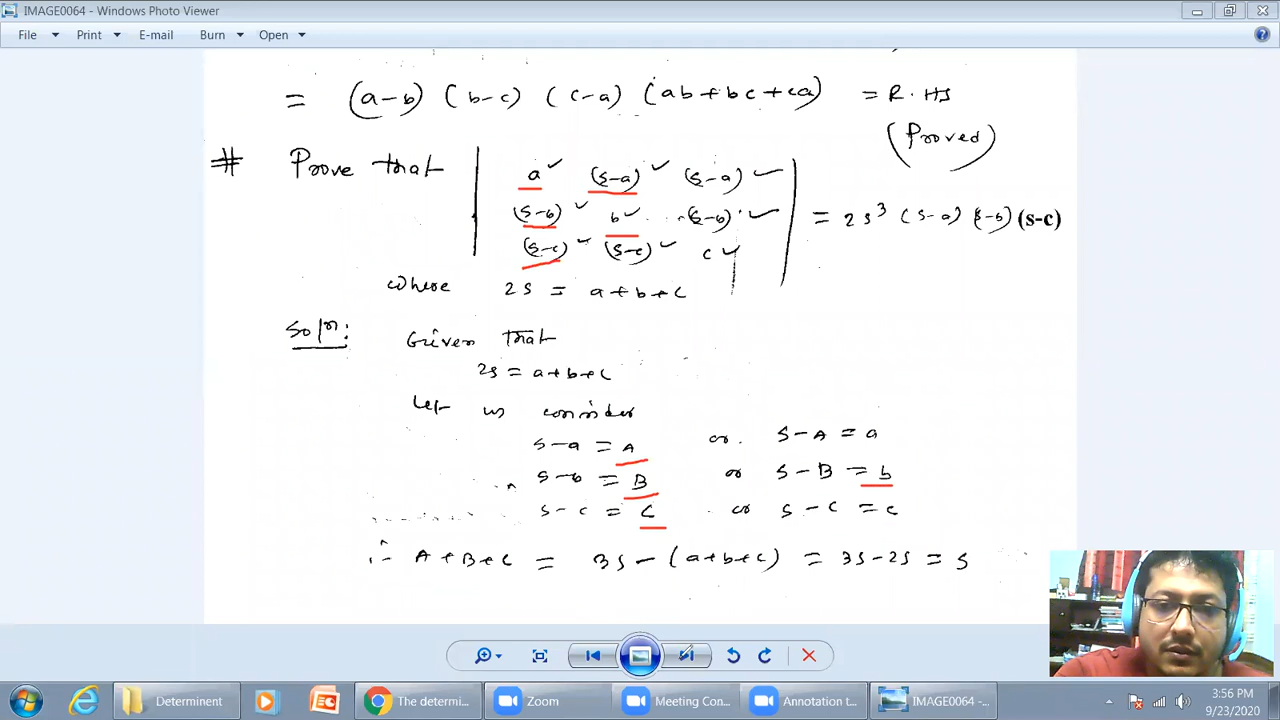 IMAGE0064 - Windows Photo Viewer
File Print E-mail Burn Open
= (a-b) (b-c) (c-a) (ab+bc+ca) = R.HS
(Proved)
# Prove that | a (s-a) (s-a) |
(s-b) b (s-b) = 2s³ (s-a) (s-b) (s-c)
(s-c) (s-c) c
where 2s = a+b+c
Soln: Given that
2s = a+b+c
Let us consider
s-a = A or. s-A = a
s-b = B or s-B = b
s-c = C or s-C = c
∴ A+B+C = 3s-(a+b+c) = 3s-2s = s
Determinent The determi... Zoom Meeting Con... Annotation t... IMAGE0064 -... 3:56 PM
9/23/2020